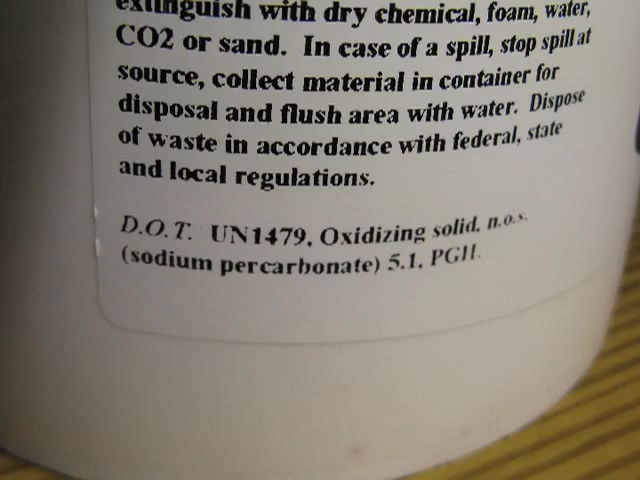 extinguish with dry chemical, foam, water,
CO2 or sand. In case of a spill, stop spill at
source, collect material in container for
disposal and flush area with water. Dispose
of waste in accordance with federal, state
and local regulations.
D.O.T. UN1479, Oxidizing solid, n.o.s.
(sodium percarbonate) 5.1, PGII.